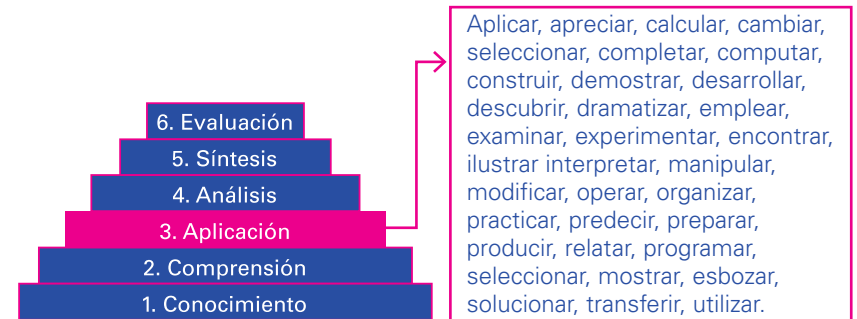 6. Evaluación
5. Síntesis
4. Análisis
3. Aplicación
2. Comprensión
1. Conocimiento
Aplicar, apreciar, calcular, cambiar,
seleccionar, completar, computar,
construir, demostrar, desarrollar,
descubrir, dramatizar, emplear,
examinar, experimentar, encontrar,
ilustrar interpretar, manipular,
modificar, operar, organizar,
practicar, predecir, preparar,
producir, relatar, programar,
seleccionar, mostrar, esbozar,
solucionar, transferir, utilizar.